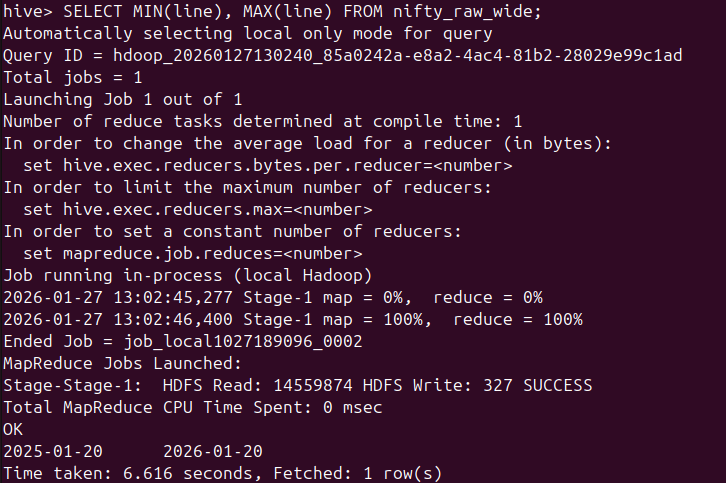 hive> SELECT MIN(line), MAX(line) FROM nifty_raw_wide;
Automatically selecting local only mode for query
Query ID = hdoop_20260127130240_85a0242a-e8a2-4ac4-81b2-28029e99c1ad
Total jobs = 1
Launching Job 1 out of 1
Number of reduce tasks determined at compile time: 1
In order to change the average load for a reducer (in bytes):
  set hive.exec.reducers.bytes.per.reducer=<number>
In order to limit the maximum number of reducers:
  set hive.exec.reducers.max=<number>
In order to set a constant number of reducers:
  set mapreduce.job.reduces=<number>
Job running in-process (local Hadoop)
2026-01-27 13:02:45,277 Stage-1 map = 0%,  reduce = 0%
2026-01-27 13:02:46,400 Stage-1 map = 100%,  reduce = 100%
Ended Job = job_local1027189096_0002
MapReduce Jobs Launched:
Stage-Stage-1:  HDFS Read: 14559874 HDFS Write: 327 SUCCESS
Total MapReduce CPU Time Spent: 0 msec
OK
2025-01-20      2026-01-20
Time taken: 6.616 seconds, Fetched: 1 row(s)